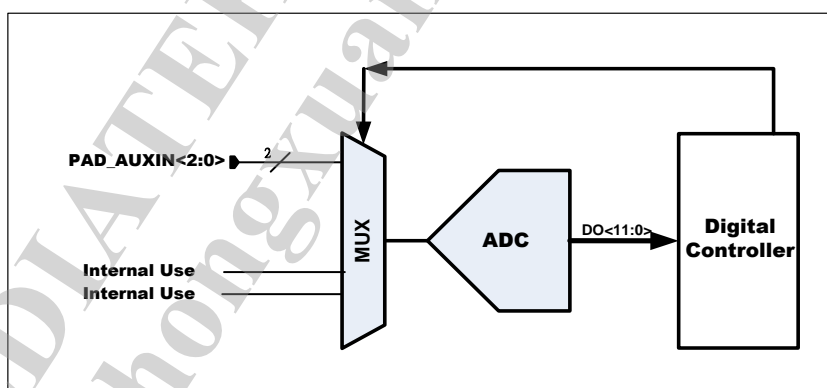 PAD_AUXIN<2:0>
2
Internal Use
Internal Use
MUX
ADC
DO<11:0>
Digital
Controller